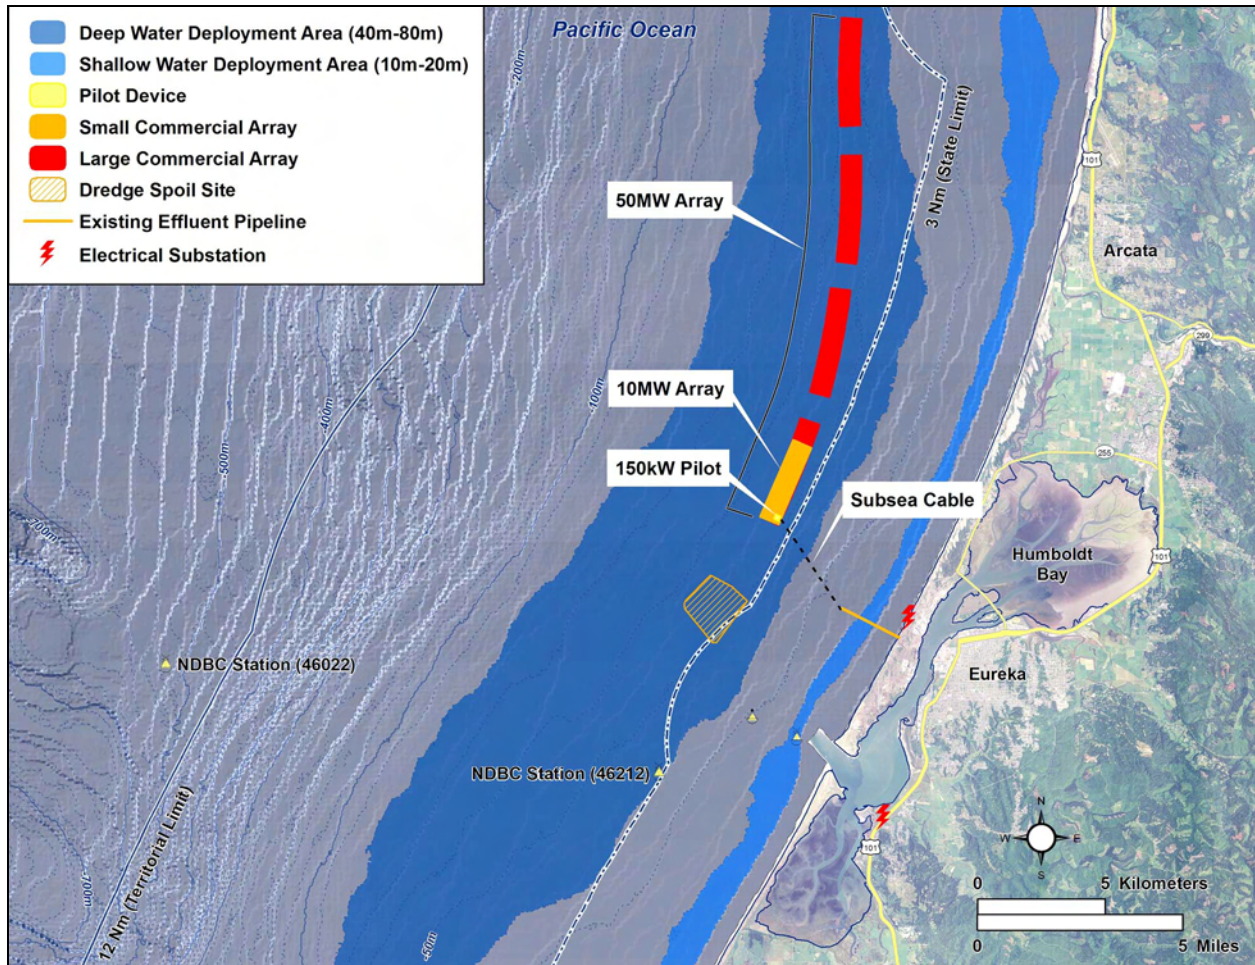 Deep Water Deployment Area (40m-80m)
Shallow Water Deployment Area (10m-20m)
Pilot Device
Small Commercial Array
Large Commercial Array
Dredge Spoil Site
Existing Effluent Pipeline
Electrical Substation
Pacific Ocean
-200m
3 Nm (State Limit)
101
50MW Array
Arcata
299
10MW Array
-100m
-400m
-500m
255
150kW Pilot
Subsea Cable
-700m
Humboldt
Bay
101
NDBC Station (46022)
Eureka
NDBC Station (46212)
12 Nm (Territorial Limit)
101
N
W
E
S
-700m
-50m
0
5 Kilometers
0
5 Miles